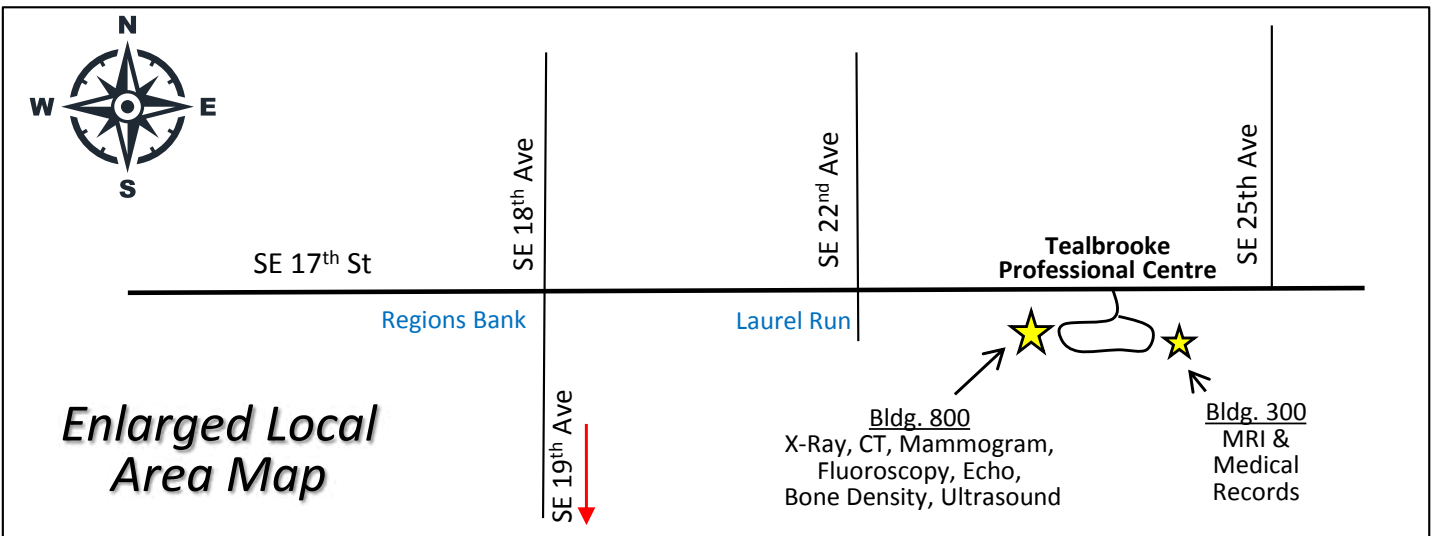 N
W
E
S
SE 18th Ave
SE 22nd Ave
SE 25th Ave
SE 17th St
Tealbrooke
Professional Centre
Regions Bank
Laurel Run
Enlarged Local
Area Map
SE 19th Ave
Bldg. 800
X-Ray, CT, Mammogram,
Fluoroscopy, Echo,
Bone Density, Ultrasound
Bldg. 300
MRI &
Medical
Records